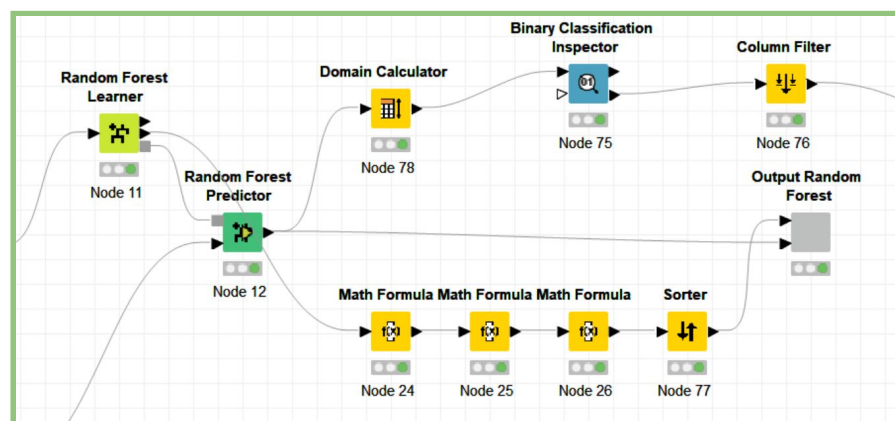 Binary Classification
Inspector
Column Filter
Random Forest
Learner
Domain Calculator
Node 75
Node 76
Node 78
Node 11
Random Forest
Predictor
Output Random
Forest
Node 12
Math Formula Math Formula Math Formula Sorter
f(x) f(x) f(x)
Node 24 Node 25 Node 26 Node 77